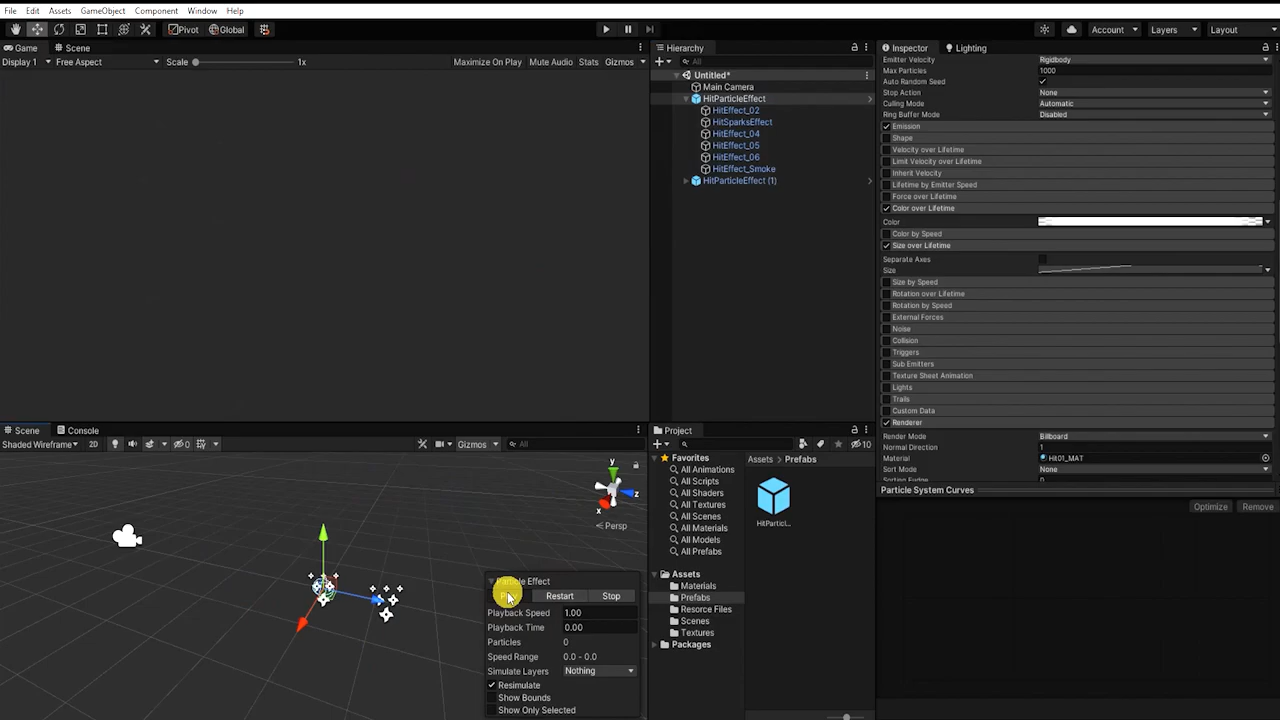 File Edit Assets GameObject Component Window Help
Pivot Global Account Layers Layout
Game Scene
Display 1 Free Aspect Scale 1x Maximize On Play Mute Audio Stats Gizmos
Hierarchy
All
Untitled*
Main Camera
HitParticleEffect
HitEffect_02
HitSparksEffect
HitEffect_04
HitEffect_05
HitEffect_06
HitEffect_Smoke
HitParticleEffect (1)
Inspector Lighting
Emitter Velocity Rigidbody
Max Particles 1000
Auto Random Seed
Stop Action None
Culling Mode Automatic
Ring Buffer Mode Disabled
Emission
Shape
Velocity over Lifetime
Limit Velocity over Lifetime
Inherit Velocity
Lifetime by Emitter Speed
Force over Lifetime
Color over Lifetime
Color
Color by Speed
Size over Lifetime
Separate Axes
Size
Size by Speed
Rotation over Lifetime
Rotation by Speed
External Forces
Noise
Collision
Triggers
Sub Emitters
Texture Sheet Animation
Lights
Trails
Custom Data
Renderer
Render Mode Billboard
Normal Direction 1
Material Hit01_MAT
Sort Mode None
Sorting Fudge 0
Particle System Curves
Optimize Remove
Scene Console
Shaded Wireframe 2D 0 Gizmos All
y
z
x
Persp
Particle Effect
Restart Stop
Playback Speed 1.00
Playback Time 0.00
Particles 0
Speed Range 0.0 - 0.0
Simulate Layers Nothing
Resimulate
Show Bounds
Show Only Selected
Project
10
Favorites
All Animations
All Scripts
All Shaders
All Textures
All Scenes
All Materials
All Models
All Prefabs
Assets
Materials
Prefabs
Resorce Files
Scenes
Textures
Packages
Assets Prefabs
HitParticl...